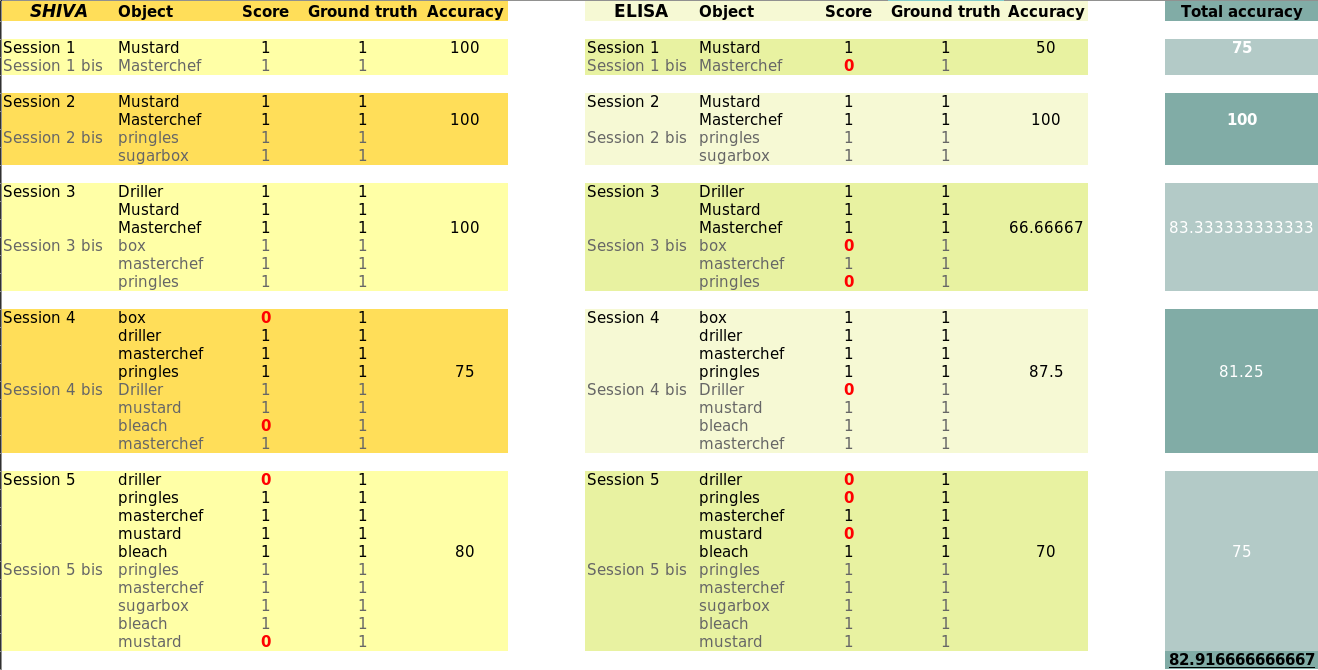 SHIVA Object Score Ground truth Accuracy ELISA Object Score Ground truth Accuracy Total accuracy
Session 1 Mustard 1 1 100 Session 1 Mustard 1 1 50 75
Session 1 bis Masterchef 1 1 Session 1 bis Masterchef 0 1
Session 2 Mustard 1 1 Session 2 Mustard 1 1
Masterchef 1 1 100 Masterchef 1 1 100 100
Session 2 bis pringles 1 1 Session 2 bis pringles 1 1
sugarbox 1 1 sugarbox 1 1
Session 3 Driller 1 1 Session 3 Driller 1 1
Mustard 1 1 Mustard 1 1
Masterchef 1 1 100 Masterchef 1 1 66.66667 83.333333333333
Session 3 bis box 1 1 Session 3 bis box 0 1
masterchef 1 1 masterchef 1 1
pringles 1 1 pringles 0 1
Session 4 box 0 1 Session 4 box 1 1
driller 1 1 driller 1 1
masterchef 1 1 masterchef 1 1
pringles 1 1 75 pringles 1 1 87.5 81.25
Session 4 bis Driller 1 1 Session 4 bis Driller 0 1
mustard 1 1 mustard 1 1
bleach 0 1 bleach 1 1
masterchef 1 1 masterchef 1 1
Session 5 driller 0 1 Session 5 driller 0 1
pringles 1 1 pringles 0 1
masterchef 1 1 masterchef 1 1
mustard 1 1 mustard 0 1
bleach 1 1 80 bleach 1 1 70 75
Session 5 bis pringles 1 1 Session 5 bis pringles 1 1
masterchef 1 1 masterchef 1 1
sugarbox 1 1 sugarbox 1 1
bleach 1 1 bleach 1 1
mustard 0 1 mustard 1 1
82.916666666667